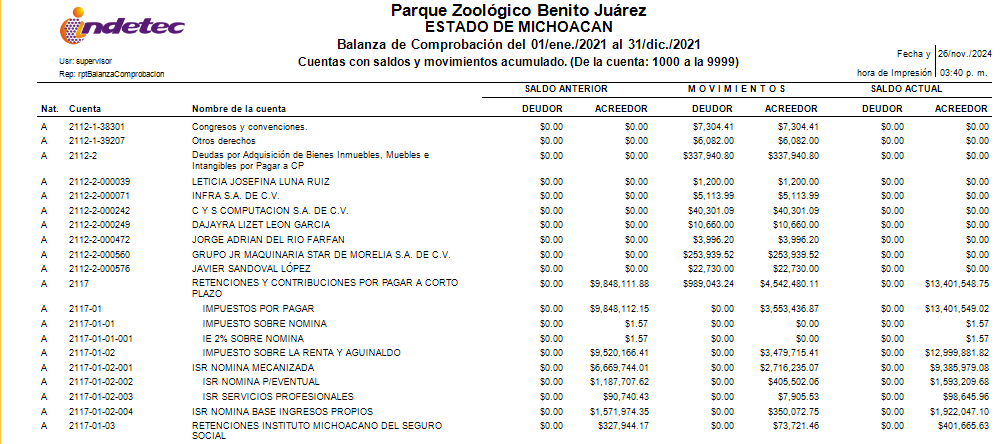 indetec
Parque Zoológico Benito Juárez
ESTADO DE MICHOACAN
Balanza de Comprobación del 01/ene./2021 al 31/dic./2021
Cuentas con saldos y movimientos acumulado. (De la cuenta: 1000 a la 9999)
Usr: supervisor
Rep: rptBalanzaComprobacion
Fecha y 26/nov./2024
hora de Impresión 03:40 p. m.
SALDO ANTERIOR M O V I M I E N T O S SALDO ACTUAL
Nat. Cuenta Nombre de la cuenta DEUDOR ACREEDOR DEUDOR ACREEDOR DEUDOR ACREEDOR
A 2112-1-38301 Congresos y convenciones. $0.00 $0.00 $7,304.41 $7,304.41 $0.00 $0.00
A 2112-1-39207 Otros derechos $0.00 $0.00 $6,082.00 $6,082.00 $0.00 $0.00
A 2112-2 Deudas por Adquisición de Bienes Inmuebles, Muebles e $0.00 $0.00 $337,940.80 $337,940.80 $0.00 $0.00
Intangibles por Pagar a CP
A 2112-2-000039 LETICIA JOSEFINA LUNA RUIZ $0.00 $0.00 $1,200.00 $1,200.00 $0.00 $0.00
A 2112-2-000071 INFRA S.A. DE C.V. $0.00 $0.00 $5,113.99 $5,113.99 $0.00 $0.00
A 2112-2-000242 C Y S COMPUTACION S.A. DE C.V. $0.00 $0.00 $40,301.09 $40,301.09 $0.00 $0.00
A 2112-2-000249 DAJAYRA LIZET LEON GARCIA $0.00 $0.00 $10,660.00 $10,660.00 $0.00 $0.00
A 2112-2-000472 JORGE ADRIAN DEL RIO FARFAN $0.00 $0.00 $3,996.20 $3,996.20 $0.00 $0.00
A 2112-2-000560 GRUPO JR MAQUINARIA STAR DE MORELIA S.A. DE C.V. $0.00 $0.00 $253,939.52 $253,939.52 $0.00 $0.00
A 2112-2-000576 JAVIER SANDOVAL LÓPEZ $0.00 $0.00 $22,730.00 $22,730.00 $0.00 $0.00
A 2117 RETENCIONES Y CONTRIBUCIONES POR PAGAR A CORTO $0.00 $9,848,111.88 $989,043.24 $4,542,480.11 $0.00 $13,401,548.75
PLAZO
A 2117-01 IMPUESTOS POR PAGAR $0.00 $9,848,112.15 $0.00 $3,553,436.87 $0.00 $13,401,549.02
A 2117-01-01 IMPUESTO SOBRE NOMINA $0.00 $1.57 $0.00 $0.00 $0.00 $1.57
A 2117-01-01-001 IE 2% SOBRE NOMINA $0.00 $1.57 $0.00 $0.00 $0.00 $1.57
A 2117-01-02 IMPUESTO SOBRE LA RENTA Y AGUINALDO $0.00 $9,520,166.41 $0.00 $3,479,715.41 $0.00 $12,999,881.82
A 2117-01-02-001 ISR NOMINA MECANIZADA $0.00 $6,669,744.01 $0.00 $2,716,235.07 $0.00 $9,385,979.08
A 2117-01-02-002 ISR NOMINA P/EVENTUAL $0.00 $1,187,707.62 $0.00 $405,502.06 $0.00 $1,593,209.68
A 2117-01-02-003 ISR SERVICIOS PROFESIONALES $0.00 $90,740.43 $0.00 $7,905.53 $0.00 $98,645.96
A 2117-01-02-004 ISR NOMINA BASE INGRESOS PROPIOS $0.00 $1,571,974.35 $0.00 $350,072.75 $0.00 $1,922,047.10
A 2117-01-03 RETENCIONES INSTITUTO MICHOACANO DEL SEGURO $0.00 $327,944.17 $0.00 $73,721.46 $0.00 $401,665.63
SOCIAL